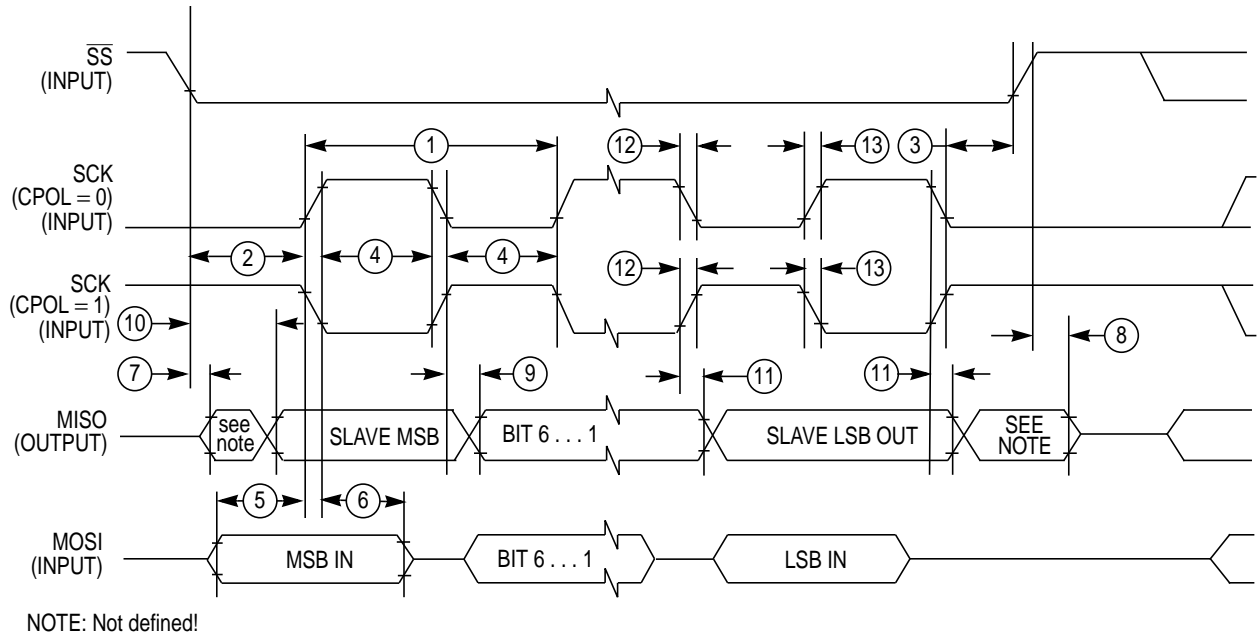 SS
(INPUT)
1
12
13
3
SCK
(CPOL = 0)
(INPUT)
2
4
4
12
13
SCK
(CPOL = 1)
(INPUT)
10
8
7
9
11
11
MISO
(OUTPUT)
see
note
SLAVE MSB
BIT 6 . . . 1
SLAVE LSB OUT
SEE
NOTE
5
6
MOSI
(INPUT)
MSB IN
BIT 6 . . . 1
LSB IN
NOTE: Not defined!